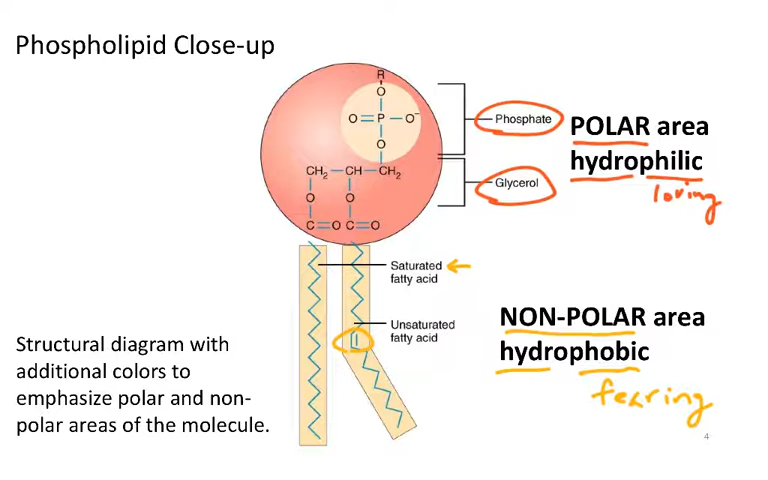 Phospholipid Close-up
R
O
O=P—O⁻
O
CH₂—CH—CH₂
O O
C=O C=O
Phosphate
Glycerol
POLAR area
hydrophilic
loving
Saturated
fatty acid
Unsaturated
fatty acid
NON-POLAR area
hydrophobic
fearing
Structural diagram with
additional colors to
emphasize polar and non-
polar areas of the molecule.
4